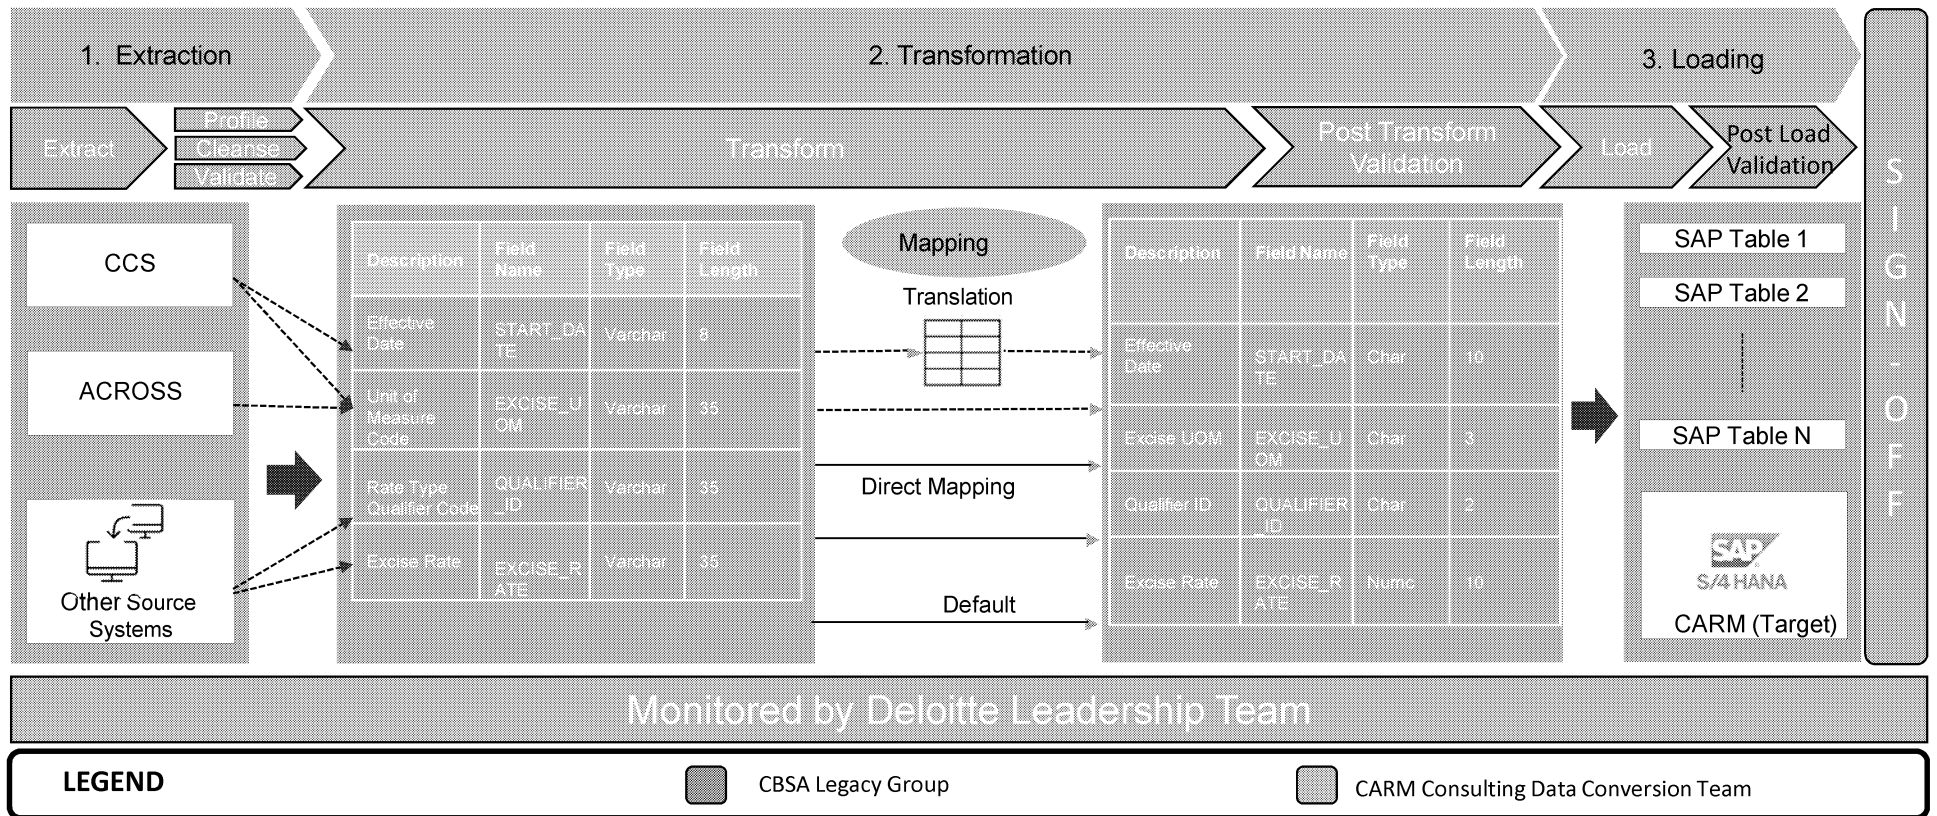 1. Extraction
2. Transformation
3. Loading
Extract
Profile
Cleanse
Validate
Transform
Post Transform
Validation
Load
Post Load
Validation
SIGN-OFF
CCS
ACROSS
Other Source
Systems
Description
Field
Name
Field
Type
Field
Length
Effective
Date
START_DA
TE
Varchar
8
Unit of
Measure
Code
EXCISE_U
OM
Varchar
35
Rate Type
Qualifier Code
QUALIFIER
_ID
Varchar
35
Excise Rate
EXCISE_R
ATE
Varchar
35
Mapping
Translation
Direct Mapping
Default
Description
Field Name
Field
Type
Field
Length
Effective
Date
START_DA
TE
Char
10
Excise UOM
EXCISE_U
OM
Char
3
Qualifier ID
QUALIFIER
_ID
Char
2
Excise Rate
EXCISE_R
ATE
Numc
10
SAP Table 1
SAP Table 2
SAP Table N
SAP
S/4HANA
CARM (Target)
Monitored by Deloitte Leadership Team
LEGEND
CBSA Legacy Group
CARM Consulting Data Conversion Team